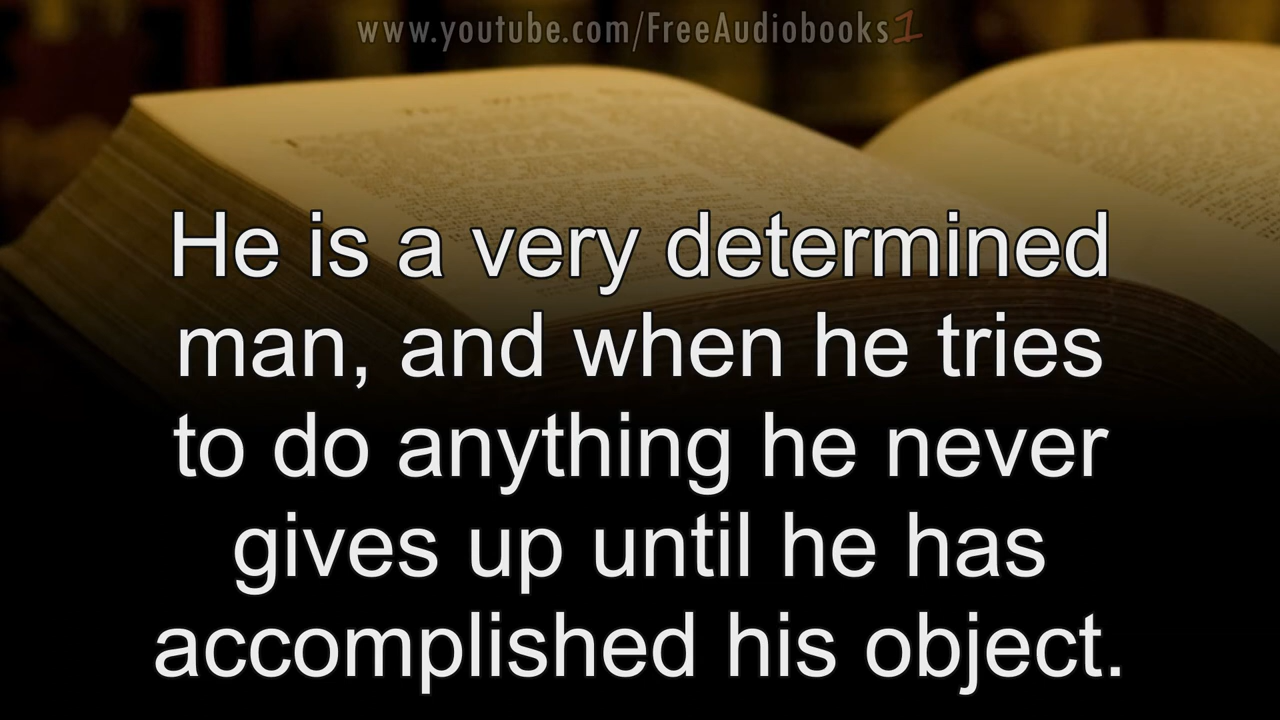 www.youtube.com/FreeAudiobooks1
He is a very determined
man, and when he tries
to do anything he never
gives up until he has
accomplished his object.